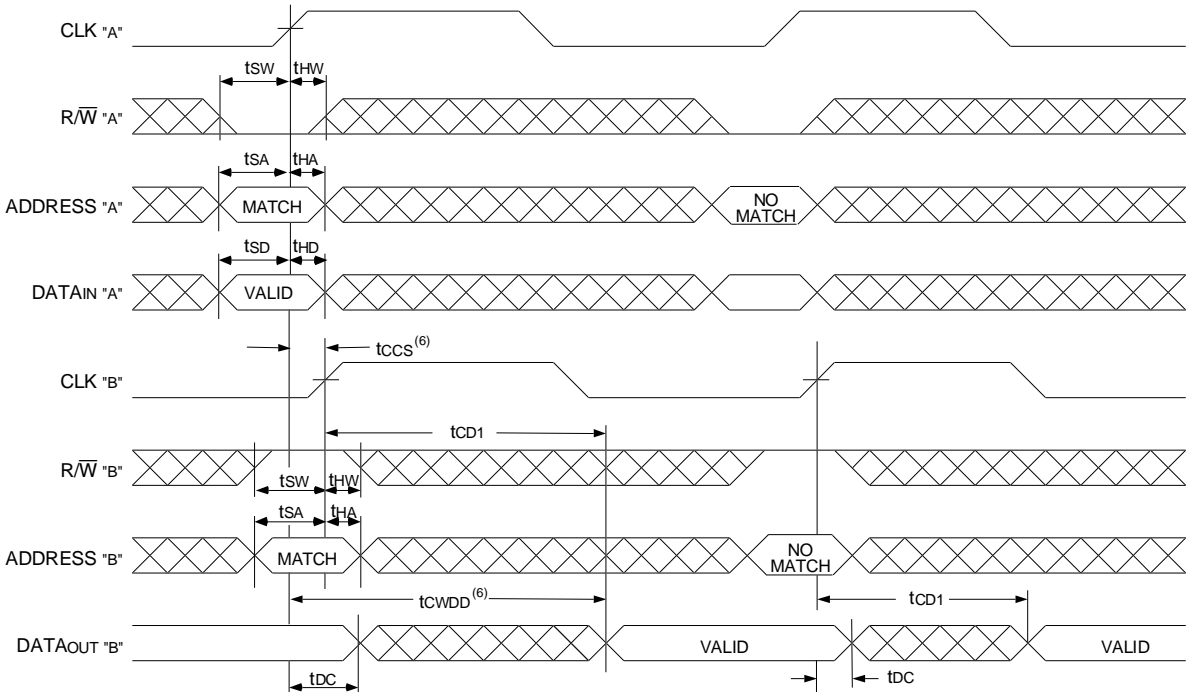 CLK "A"
tSW tHW
R/W̅ "A"
tSA tHA
ADDRESS "A" MATCH NO MATCH
tSD tHD
DATAIN "A" VALID
tCCS(6)
CLK "B"
tCD1
R/W̅ "B"
tSW tHW
tSA tHA
ADDRESS "B" MATCH NO MATCH
tCWDD(6) tCD1
DATAOUT "B" VALID VALID
tDC tDC